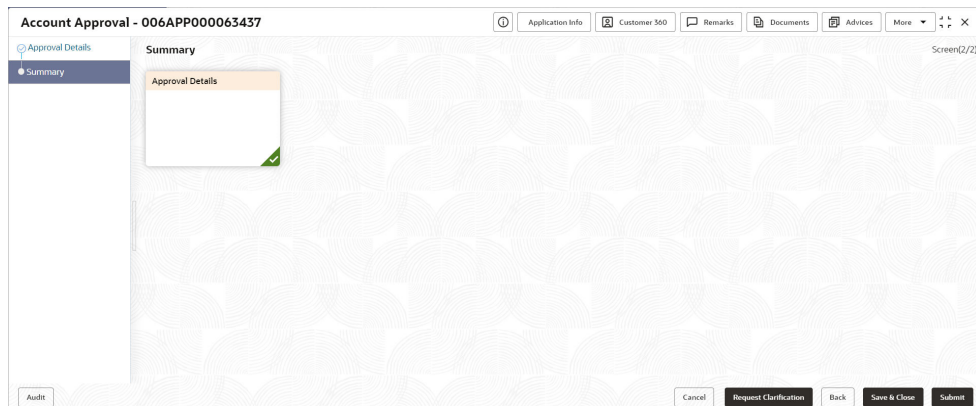 Account Approval - 006APP000063437
Application Info
Customer 360
Remarks
Documents
Advices
More
Approval Details
Summary
Summary
Screen(2/2)
Approval Details
Audit
Cancel
Request Clarification
Back
Save & Close
Submit